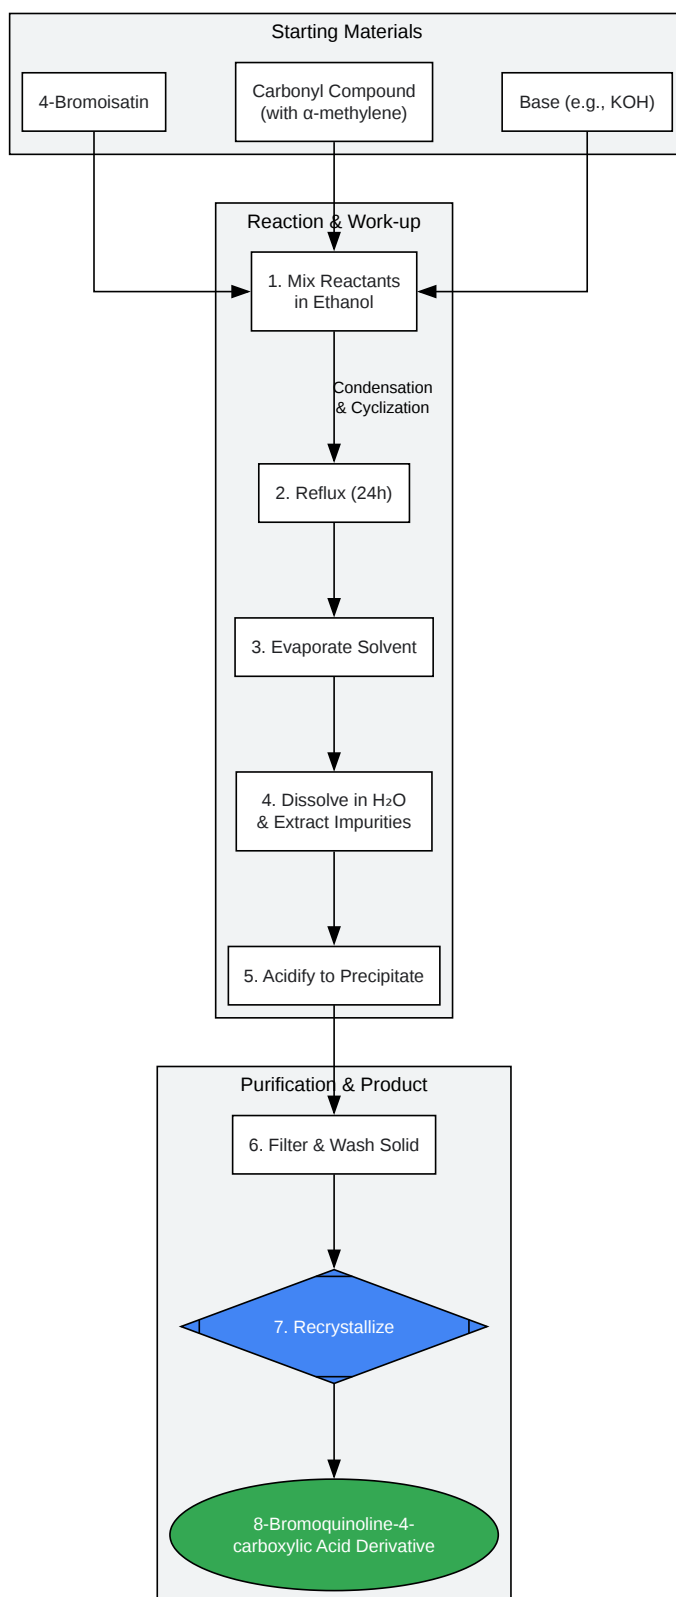 Starting Materials
4-Bromoisatin
Carbonyl Compound
(with α-methylene)
Base (e.g., KOH)
Reaction & Work-up
1. Mix Reactants
in Ethanol
Condensation
& Cyclization
2. Reflux (24h)
3. Evaporate Solvent
4. Dissolve in H₂O
& Extract Impurities
5. Acidify to Precipitate
Purification & Product
6. Filter & Wash Solid
7. Recrystallize
8-Bromoquinoline-4-
carboxylic Acid Derivative